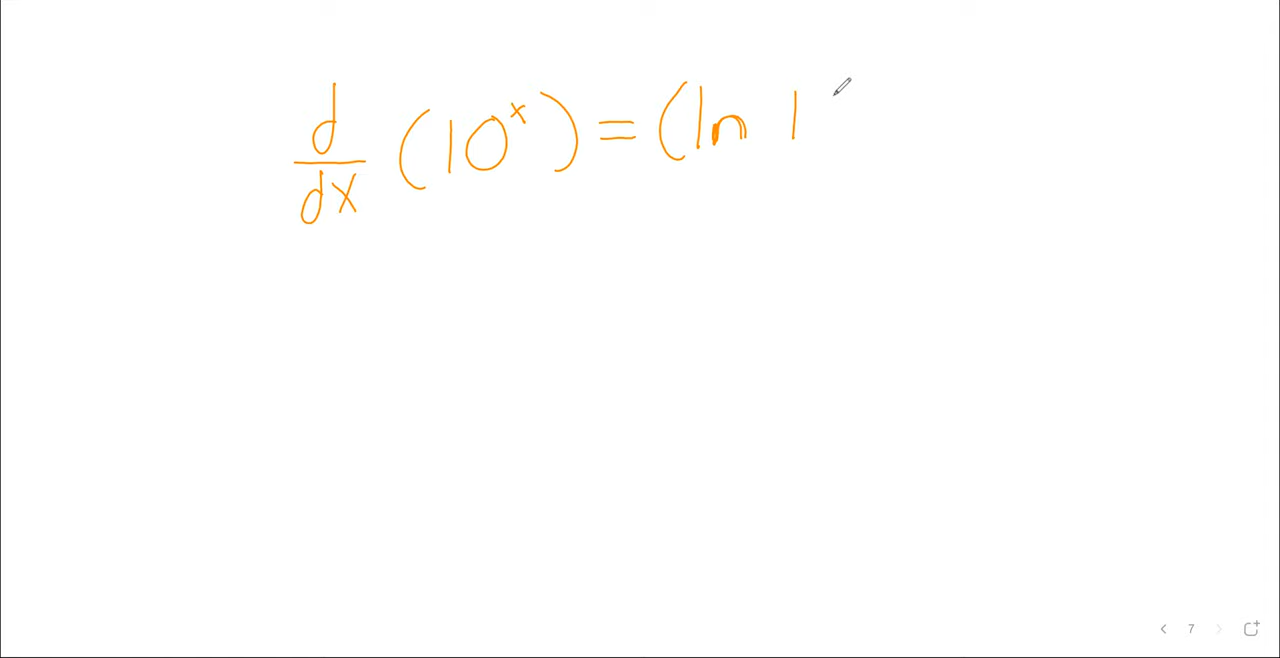 d/dx (10^x) = (ln 1
7